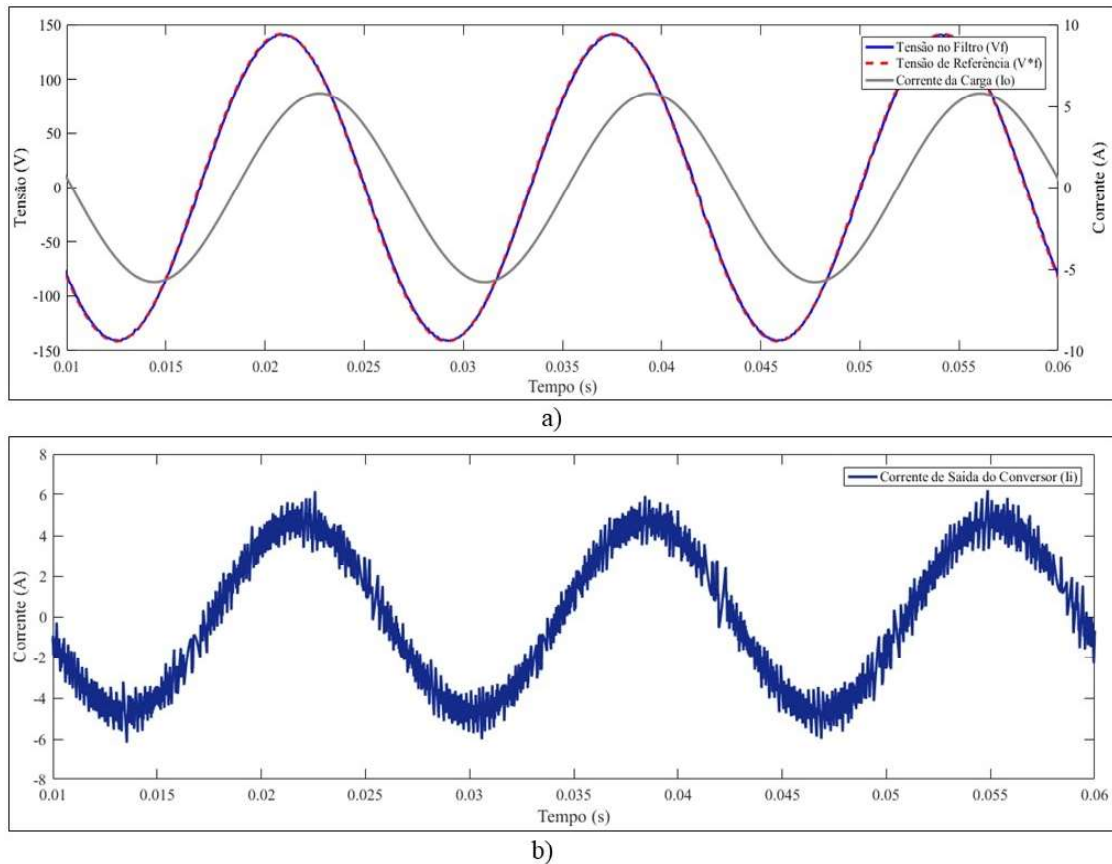 150
100
50
0
-50
-100
-150
Tensão (V)
10
5
0
-5
-10
Corrente (A)
Tensão no Filtro (Vf)
Tensão de Referência (V*f)
Corrente da Carga (Io)
0.01 0.015 0.02 0.025 0.03 0.035 0.04 0.045 0.05 0.055 0.06
Tempo (s)
a)
8
6
4
2
0
-2
-4
-6
-8
Corrente (A)
Corrente de Saída do Conversor (Ii)
0.01 0.015 0.02 0.025 0.03 0.035 0.04 0.045 0.05 0.055 0.06
Tempo (s)
b)